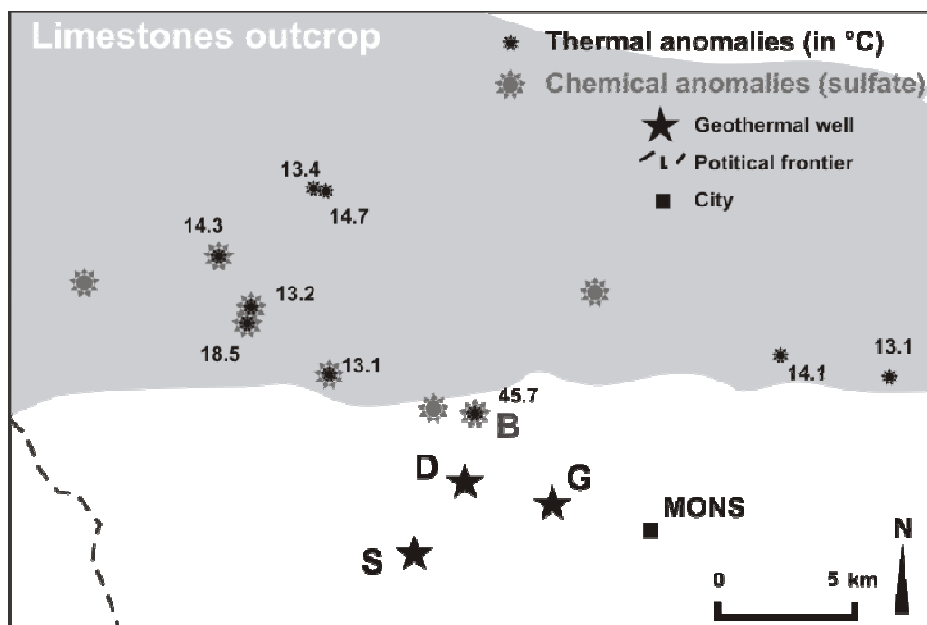 Limestones outcrop
Thermal anomalies (in °C)
Chemical anomalies (sulfate)
Geothermal well
Potitical frontier
City
13.4
14.7
14.3
13.2
18.5
13.1
14.1
13.1
45.7
B
D
G
S
MONS
N
0 5 km